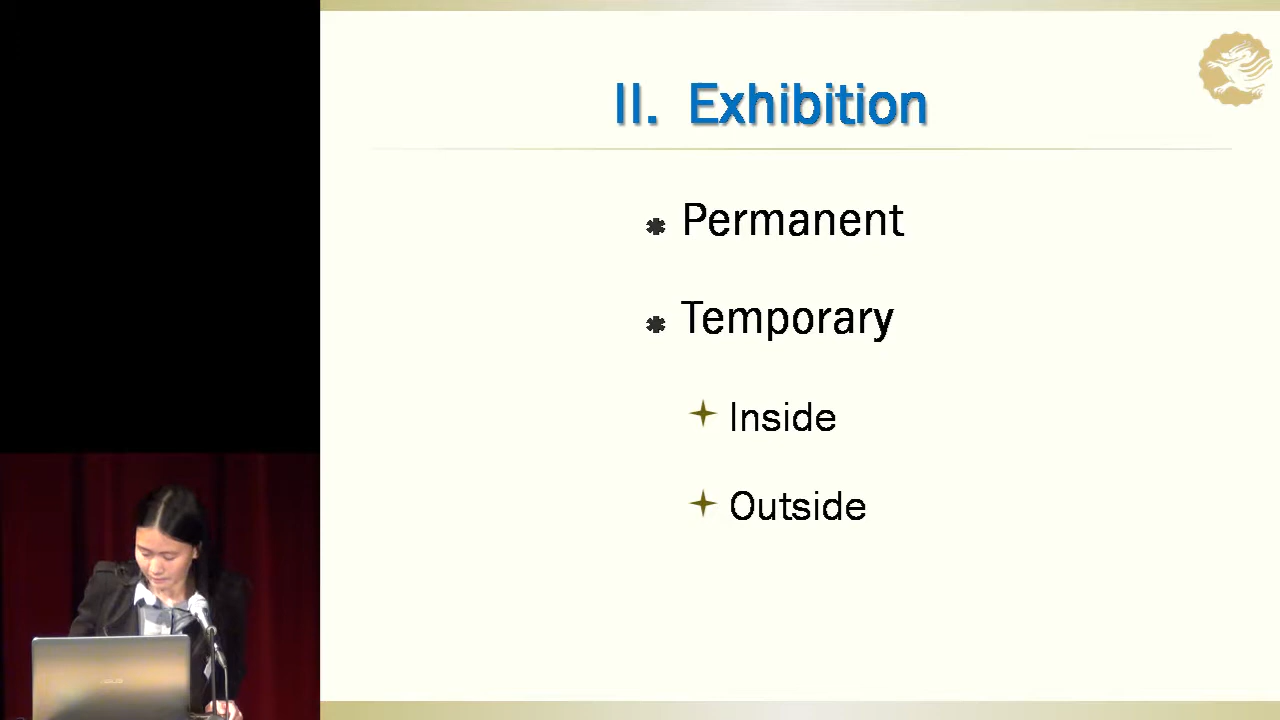 II. Exhibition
Permanent
Temporary
Inside
Outside